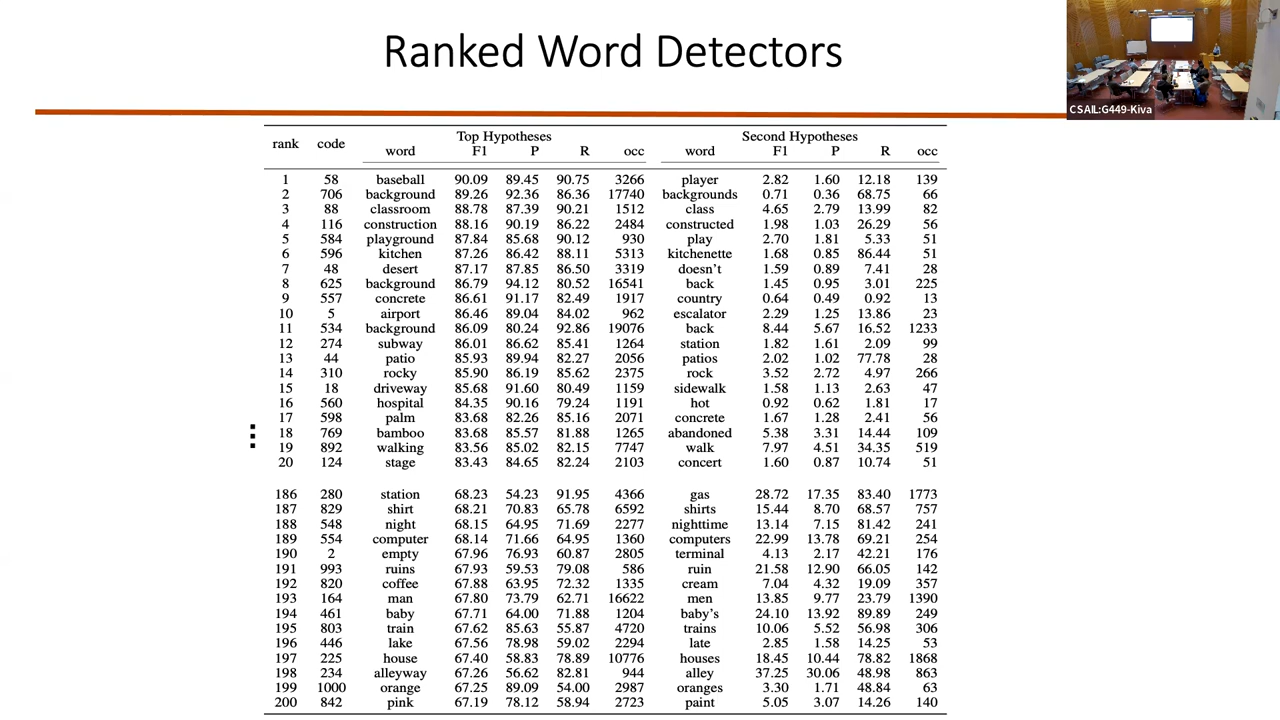 Ranked Word Detectors
CSAIL:G449-Kiva
Top Hypotheses Second Hypotheses
rank code word F1 P R occ word F1 P R occ
1 58 baseball 90.09 89.45 90.75 3266 player 2.82 1.60 12.18 139
2 706 background 89.26 92.36 86.36 17740 backgrounds 0.71 0.36 68.75 66
3 88 classroom 88.78 87.39 90.21 1512 class 4.65 2.79 13.99 82
4 116 construction 88.16 90.19 86.22 2484 constructed 1.98 1.03 26.29 56
5 584 playground 87.84 85.68 90.12 930 play 2.70 1.81 5.33 51
6 596 kitchen 87.26 86.42 88.11 5313 kitchenette 1.68 0.85 86.44 51
7 48 desert 87.17 87.85 86.50 3319 doesn't 1.59 0.89 7.41 28
8 625 background 86.79 94.12 80.52 16541 back 1.45 0.95 3.01 225
9 557 concrete 86.61 91.17 82.49 1917 country 0.64 0.49 0.92 13
10 5 airport 86.46 89.04 84.02 962 escalator 2.29 1.25 13.86 23
11 534 background 86.09 80.24 92.86 19076 back 8.44 5.67 16.52 1233
12 274 subway 86.01 86.62 85.41 1264 station 1.82 1.61 2.09 99
13 44 patio 85.93 89.94 82.27 2056 patios 2.02 1.02 77.78 28
14 310 rocky 85.90 86.19 85.62 2375 rock 3.52 2.72 4.97 266
15 18 driveway 85.68 91.60 80.49 1159 sidewalk 1.58 1.13 2.63 47
16 560 hospital 84.35 90.16 79.24 1191 hot 0.92 0.62 1.81 17
17 598 palm 83.68 82.26 85.16 2071 concrete 1.67 1.28 2.41 56
18 769 bamboo 83.68 85.57 81.88 1265 abandoned 5.38 3.31 14.44 109
19 892 walking 83.56 85.02 82.15 7747 walk 7.97 4.51 34.35 519
20 124 stage 83.43 84.65 82.24 2103 concert 1.60 0.87 10.74 51
186 280 station 68.23 54.23 91.95 4366 gas 28.72 17.35 83.40 1773
187 829 shirt 68.21 70.83 65.78 6592 shirts 15.44 8.70 68.57 757
188 548 night 68.15 64.95 71.69 2277 nighttime 13.14 7.15 81.42 241
189 554 computer 68.14 71.66 64.95 1360 computers 22.99 13.78 69.21 254
190 2 empty 67.96 76.93 60.87 2805 terminal 4.13 2.17 42.21 176
191 993 ruins 67.93 59.53 79.08 586 ruin 21.58 12.90 66.05 142
192 820 coffee 67.88 63.95 72.32 1335 cream 7.04 4.32 19.09 357
193 164 man 67.80 73.79 62.71 16622 men 13.85 9.77 23.79 1390
194 461 baby 67.71 64.00 71.88 1204 baby's 24.10 13.92 89.89 249
195 803 train 67.62 85.63 55.87 4720 trains 10.06 5.52 56.98 306
196 446 lake 67.56 78.98 59.02 2294 late 2.85 1.58 14.25 53
197 225 house 67.40 58.83 78.89 10776 houses 18.45 10.44 78.82 1868
198 234 alleyway 67.26 56.62 82.81 944 alley 37.25 30.06 48.98 863
199 1000 orange 67.25 89.09 54.00 2987 oranges 3.30 1.71 48.84 63
200 842 pink 67.19 78.12 58.94 2723 paint 5.05 3.07 14.26 140